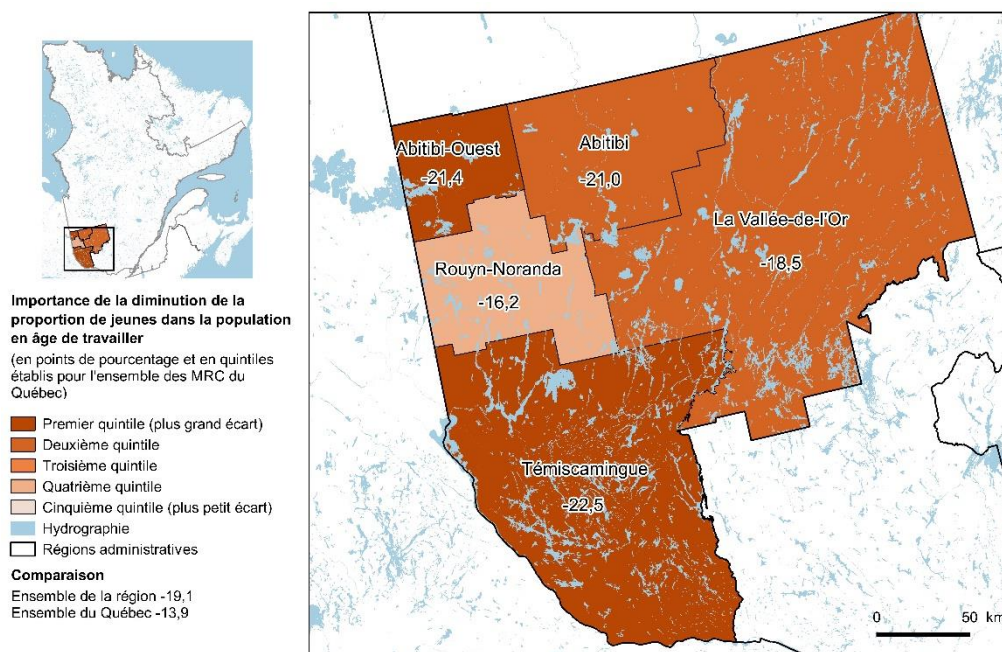 Importance de la diminution de la
proportion de jeunes dans la population
en âge de travailler
(en points de pourcentage et en quintiles
établis pour l'ensemble des MRC du
Québec)
Premier quintile (plus grand écart)
Deuxième quintile
Troisième quintile
Quatrième quintile
Cinquième quintile (plus petit écart)
Hydrographie
Régions administratives
Comparaison
Ensemble de la région -19,1
Ensemble du Québec -13,9
Abitibi-Ouest
-21,4
Abitibi
-21,0
La Vallée-de-l'Or
-18,5
Rouyn-Noranda
-16,2
Témiscamingue
-22,5
0 50 km